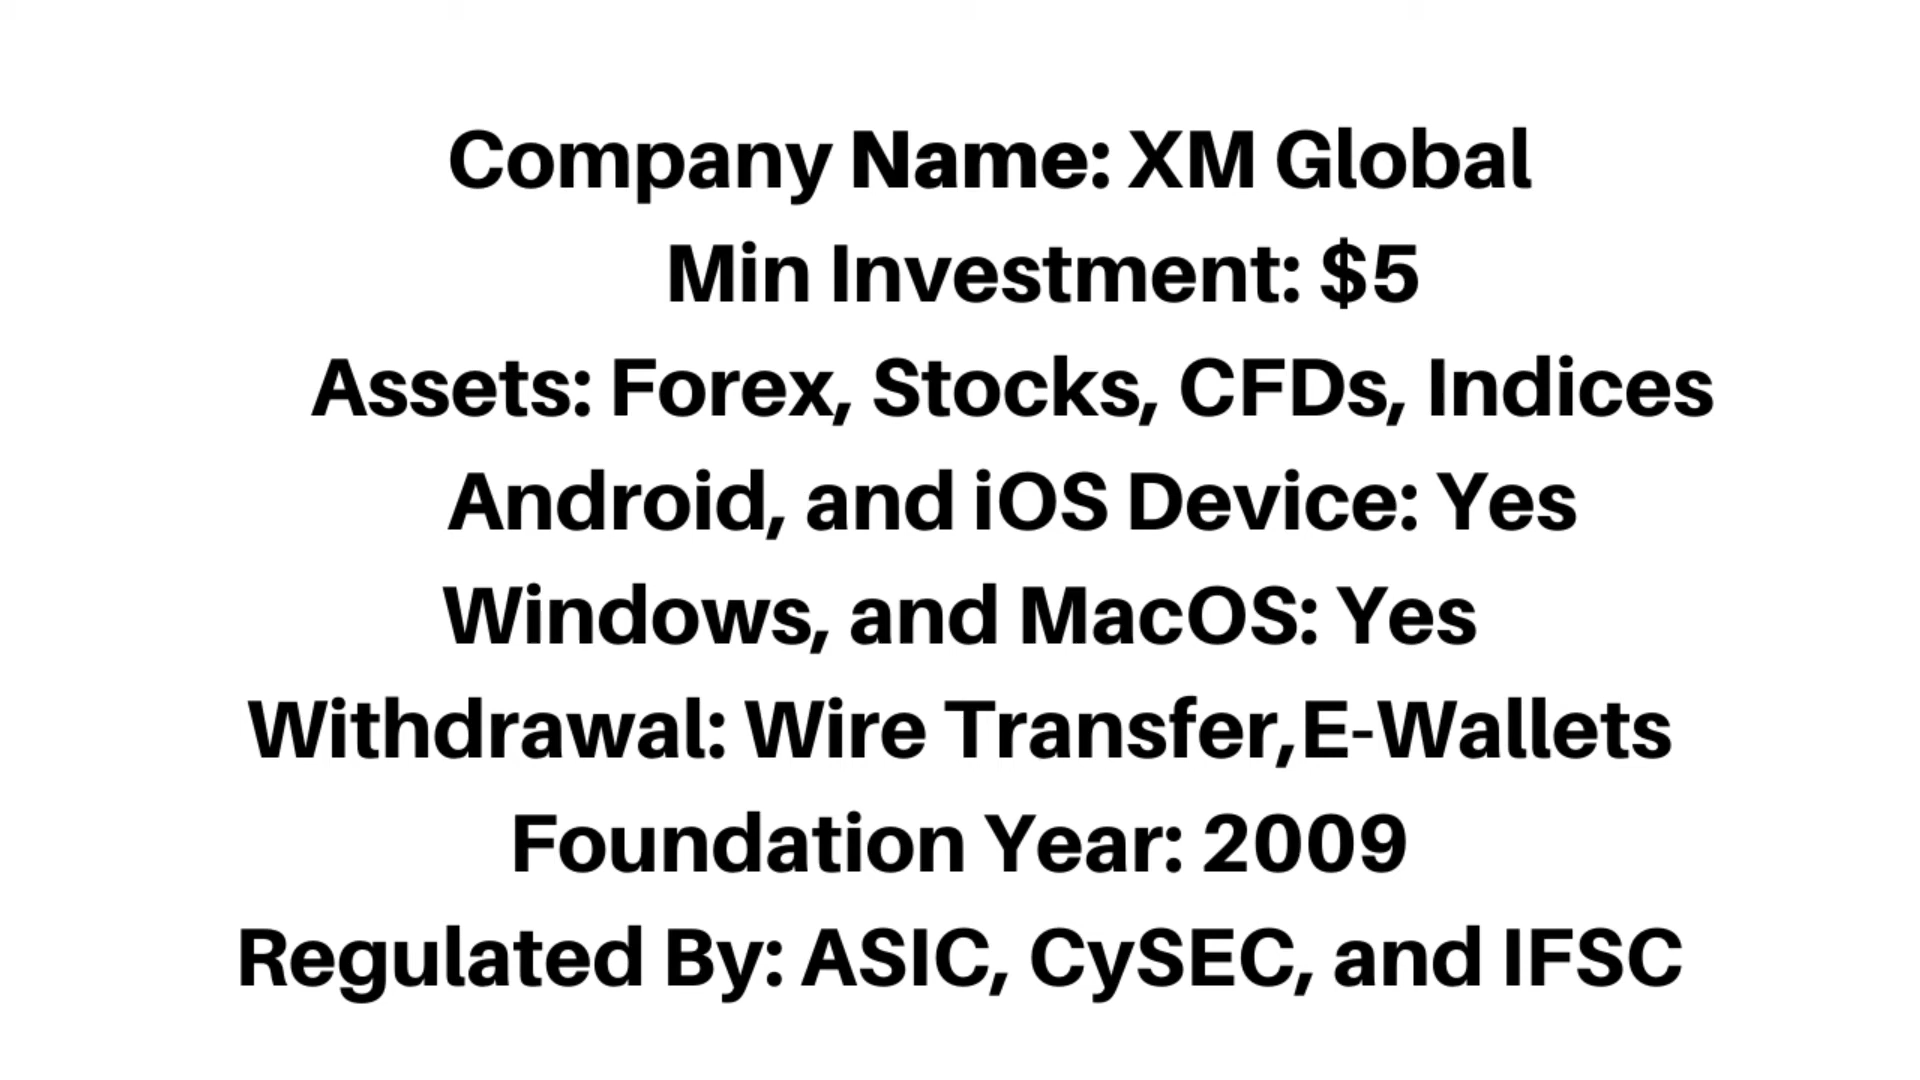 Company Name: XM Global
Min Investment: $5
Assets: Forex, Stocks, CFDs, Indices
Android, and iOS Device: Yes
Windows, and MacOS: Yes
Withdrawal: Wire Transfer,E-Wallets
Foundation Year: 2009
Regulated By: ASIC, CySEC, and IFSC